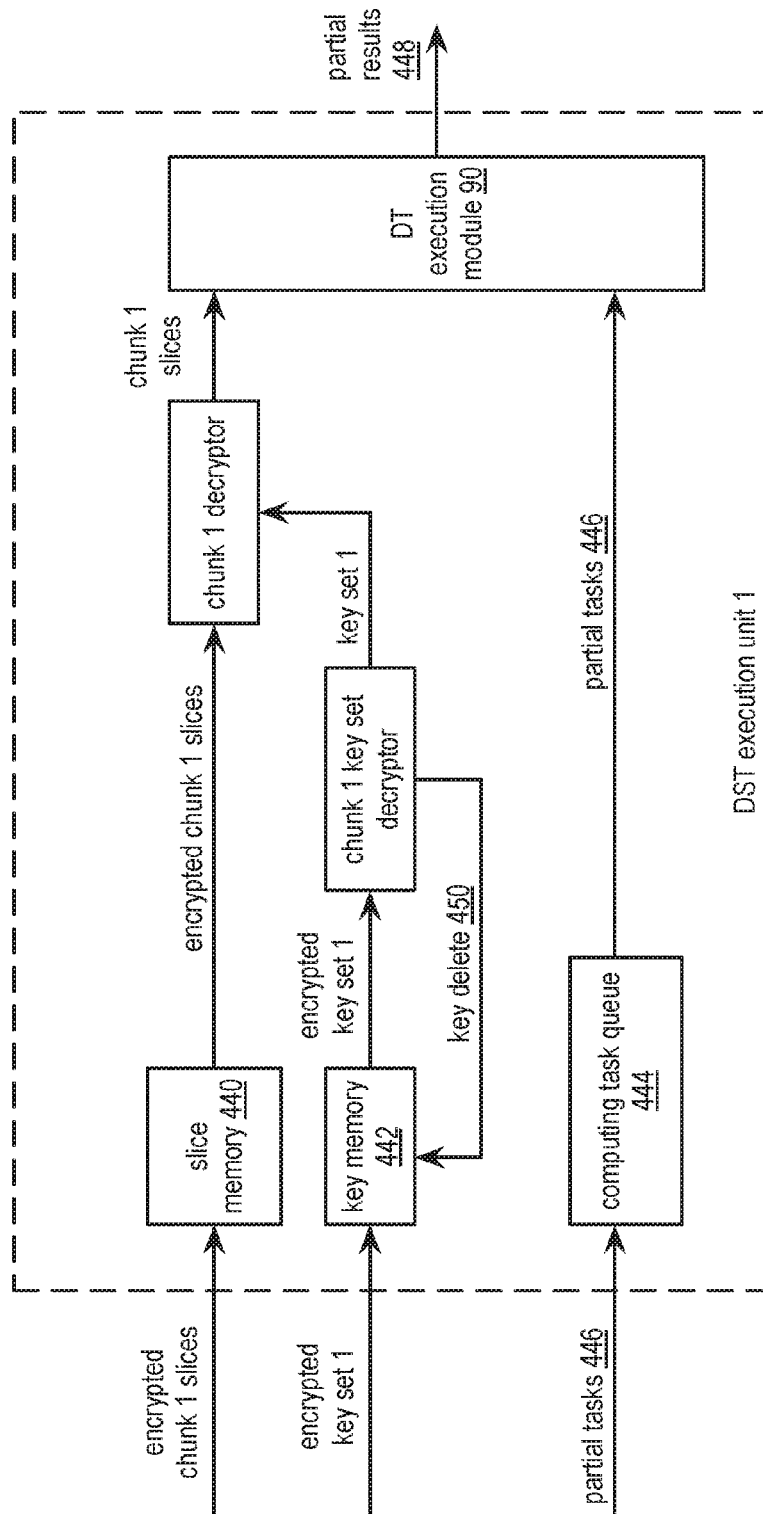 encrypted
chunk 1 slices
slice
memory 440
encrypted chunk 1 slices
chunk 1 decryptor
chunk 1
slices
encrypted
key set 1
key memory
442
encrypted
key set 1
chunk 1 key set
decryptor
key set 1
key delete 450
DT
execution
module 90
partial
results
448
partial tasks 446
computing task queue
444
partial tasks 446
DST execution unit 1